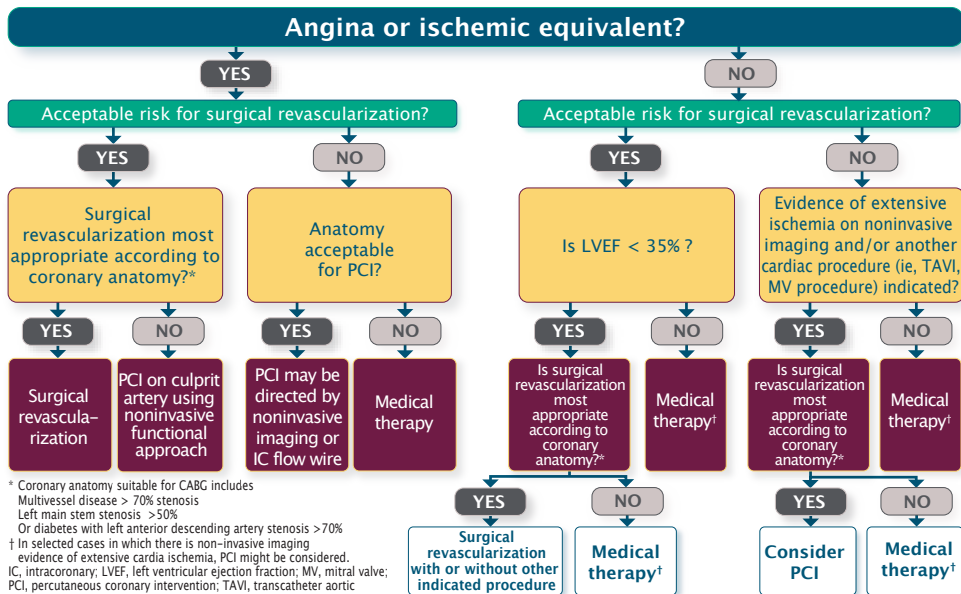 Angina or ischemic equivalent?
YES
NO
Acceptable risk for surgical revascularization?
Acceptable risk for surgical revascularization?
YES
NO
YES
NO
Surgical
revascularization most
appropriate according to
coronary anatomy?*
Anatomy
acceptable
for PCI?
Is LVEF < 35% ?
Evidence of extensive
ischemia on noninvasive
imaging and/or another
cardiac procedure (ie, TAVI,
MV procedure) indicated?
YES
NO
YES
NO
YES
NO
YES
NO
Surgical
revascula-
rization
PCI on culprit
artery using
noninvasive
functional
approach
PCI may be
directed by
noninvasive
imaging or
IC flow wire
Medical
therapy
Is surgical
revascularization
most
appropriate
according to
coronary
anatomy?*
Medical
therapy†
Is surgical
revascularization
most
appropriate
according to
coronary
anatomy?*
Medical
therapy†
YES
NO
YES
NO
Surgical
revascularization
with or without other
indicated procedure
Medical
therapy†
Consider
PCI
Medical
therapy†
* Coronary anatomy suitable for CABG includes
Multivessel disease > 70% stenosis
Left main stem stenosis >50%
Or diabetes with left anterior descending artery stenosis >70%
† In selected cases in which there is non-invasive imaging
evidence of extensive cardia ischemia, PCI might be considered.
IC, intracoronary; LVEF, left ventricular ejection fraction; MV, mitral valve;
PCI, percutaneous coronary intervention; TAVI, transcatheter aortic